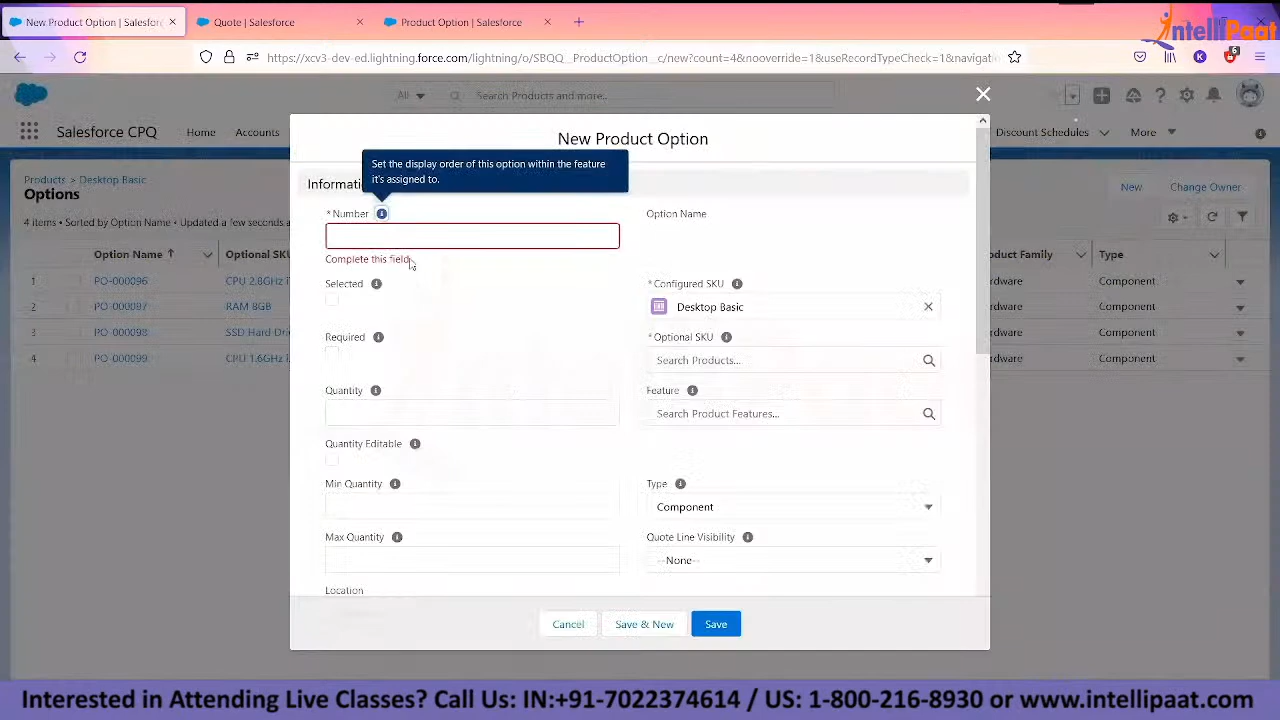 New Product Option | Salesforc
Quote | Salesforce
Product Option | Salesforce
IntelliPaat
https://xcv3-dev-ed.lightning.force.com/lightning/
c/new?count=4&nooverride=1
eRecordTypeCheck=1&navigatio
K
6
All
Search Products and more..
Salesforce CPQ
Home
Accounts
Discount Schedules
More
New Product Option
Set the display order of this option within the feature
it's assigned to.
Products > Desktop Basic
Options
New
Change Owner
4 items • Sorted by Option Name • Updated a few seconds a
Option Name
Optional SKU
Type
1
PO-000096
CPU 2.8GHz i
rdware
Component
2
PO-000097
RAM 8GB
rdware
Component
3
PO-000098
SSD Hard Dri
rdware
Component
4
PO-000099
CPU 1.6GHz i
rdware
Component
Informati
* Number
Option Name
Complete this field.
Selected
* Configured SKU
Desktop Basic
Required
* Optional SKU
Search Products...
Quantity
Feature
Search Product Features...
Quantity Editable
Min Quantity
Type
Component
Max Quantity
Quote Line Visibility
--None--
Location
Cancel
Save & New
Save
Interested in Attending Live Classes? Call Us: IN:+91-7022374614 / US: 1-800-216-8930 or www.intellipaat.com